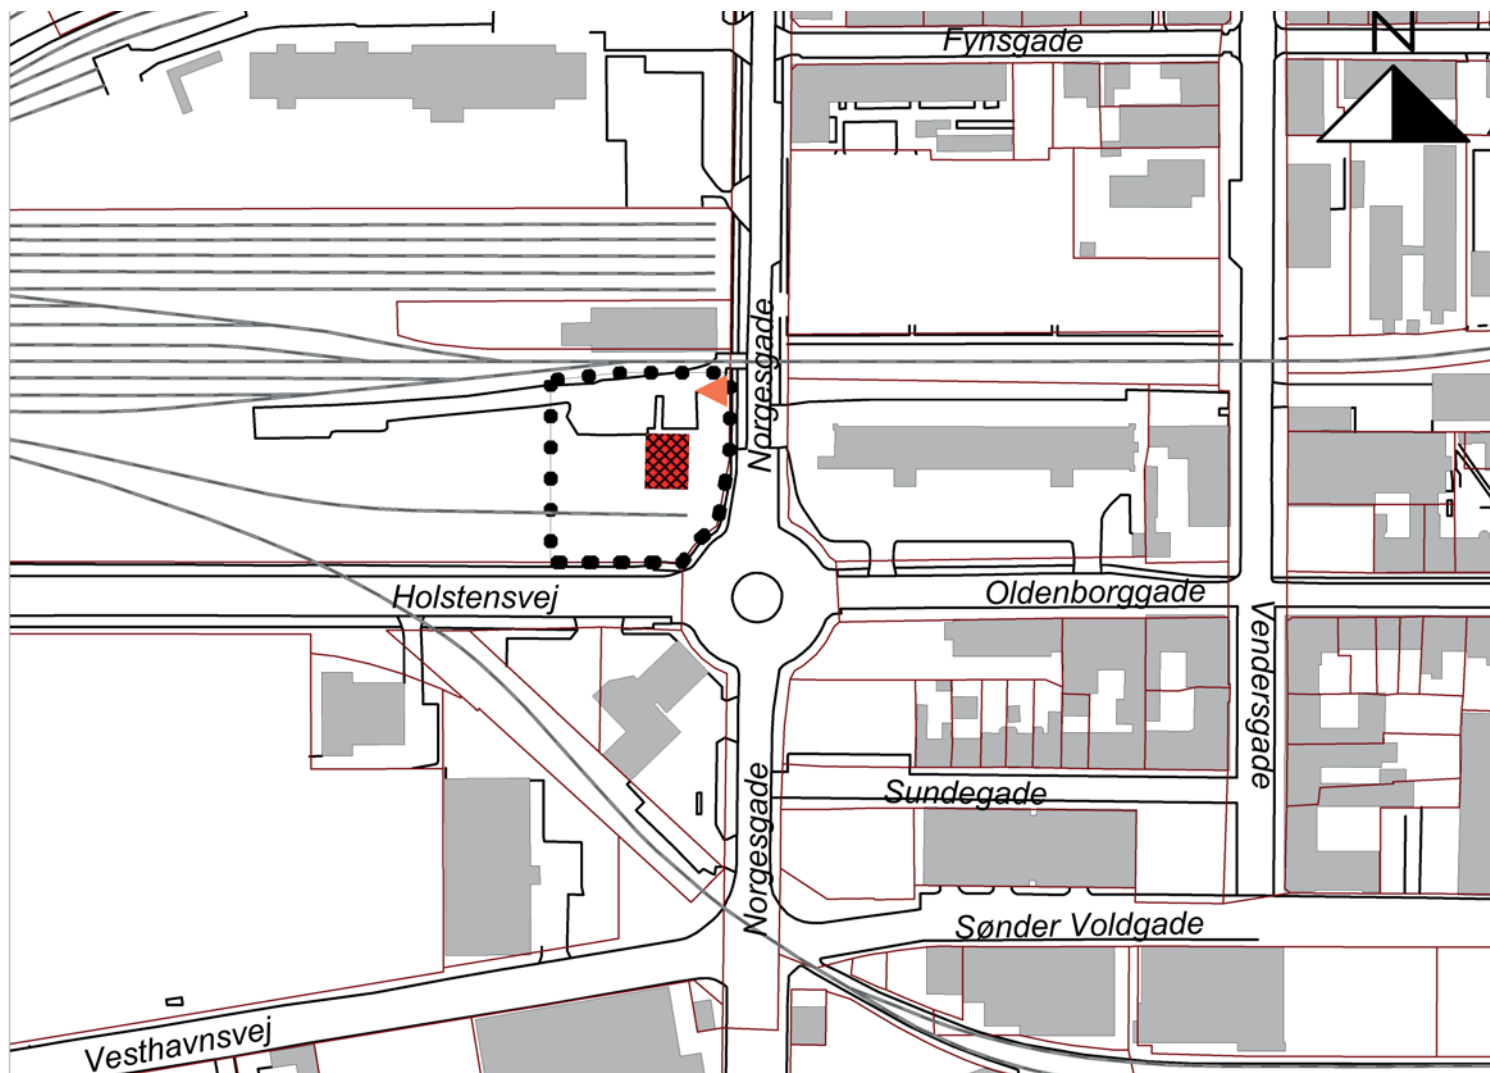 Fynsgade
N
Norgesgade
Holstensvej
Oldenborggade
Vendersgade
Sundegade
Norgesgade
Sønder Voldgade
Vesthavnsvej